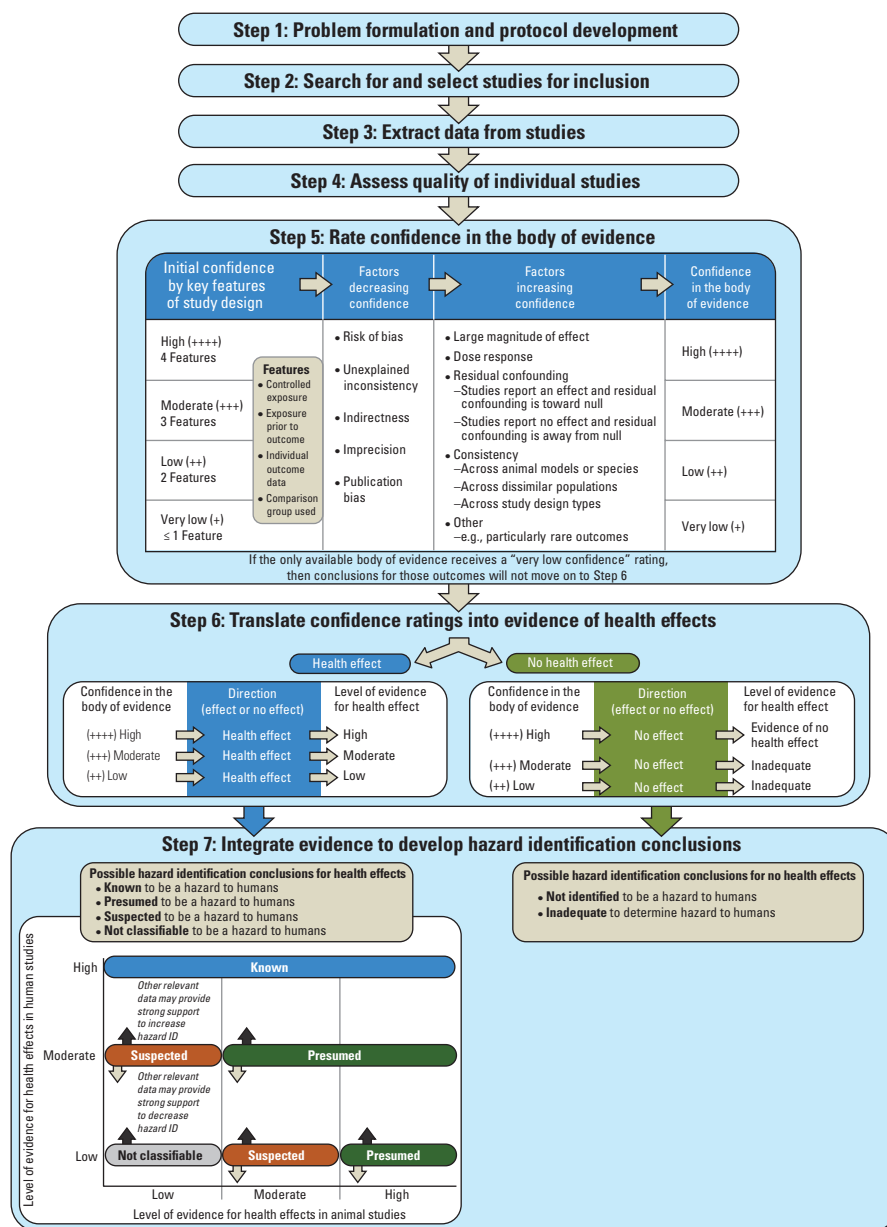 Step 1: Problem formulation and protocol development
Step 2: Search for and select studies for inclusion
Step 3: Extract data from studies
Step 4: Assess quality of individual studies
Step 5: Rate confidence in the body of evidence
Initial confidence
by key features
of study design
Factors
decreasing
confidence
Factors
increasing
confidence
Confidence
in the body
of evidence
High (++++)
4 Features
Moderate (+++)
3 Features
Low (++)
2 Features
Very low (+)
≤ 1 Feature
Features
• Controlled
exposure
• Exposure
prior to
outcome
• Individual
outcome
data
• Comparison
group used
• Risk of bias
• Unexplained
inconsistency
• Indirectness
• Imprecision
• Publication
bias
• Large magnitude of effect
• Dose response
• Residual confounding
–Studies report an effect and residual
confounding is toward null
–Studies report no effect and residual
confounding is away from null
• Consistency
–Across animal models or species
–Across dissimilar populations
–Across study design types
• Other
–e.g., particularly rare outcomes
High (++++)
Moderate (+++)
Low (++)
Very low (+)
If the only available body of evidence receives a “very low confidence” rating,
then conclusions for those outcomes will not move on to Step 6
Step 6: Translate confidence ratings into evidence of health effects
Health effect
No health effect
Confidence in the
body of evidence
Direction
(effect or no effect)
Level of evidence
for health effect
(++++) High
Health effect
High
(+++) Moderate
Health effect
Moderate
(++) Low
Health effect
Low
Confidence in the
body of evidence
Direction
(effect or no effect)
Level of evidence
for health effect
(++++) High
No effect
Evidence of no
health effect
(+++) Moderate
No effect
Inadequate
(++) Low
No effect
Inadequate
Step 7: Integrate evidence to develop hazard identification conclusions
Possible hazard identification conclusions for health effects
• Known to be a hazard to humans
• Presumed to be a hazard to humans
• Suspected to be a hazard to humans
• Not classifiable to be a hazard to humans
Possible hazard identification conclusions for no health effects
• Not identified to be a hazard to humans
• Inadequate to determine hazard to humans
Level of evidence for health effects in human studies
High
Known
Other relevant
data may provide
strong support
to increase
hazard ID
Moderate
Suspected
Presumed
Other relevant
data may provide
strong support
to decrease
hazard ID
Low
Not classifiable
Suspected
Presumed
Low
Moderate
High
Level of evidence for health effects in animal studies